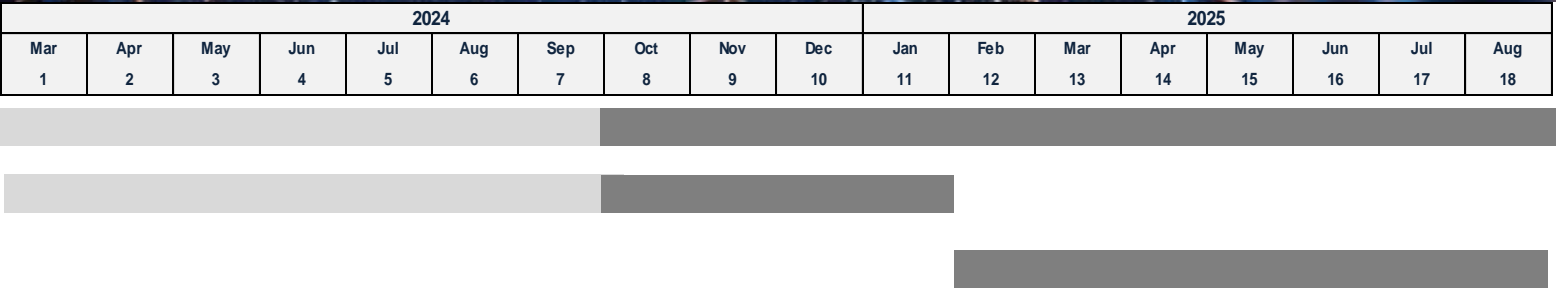 2024 2025
Mar Apr May Jun Jul Aug Sep Oct Nov Dec Jan Feb Mar Apr May Jun Jul Aug
1 2 3 4 5 6 7 8 9 10 11 12 13 14 15 16 17 18